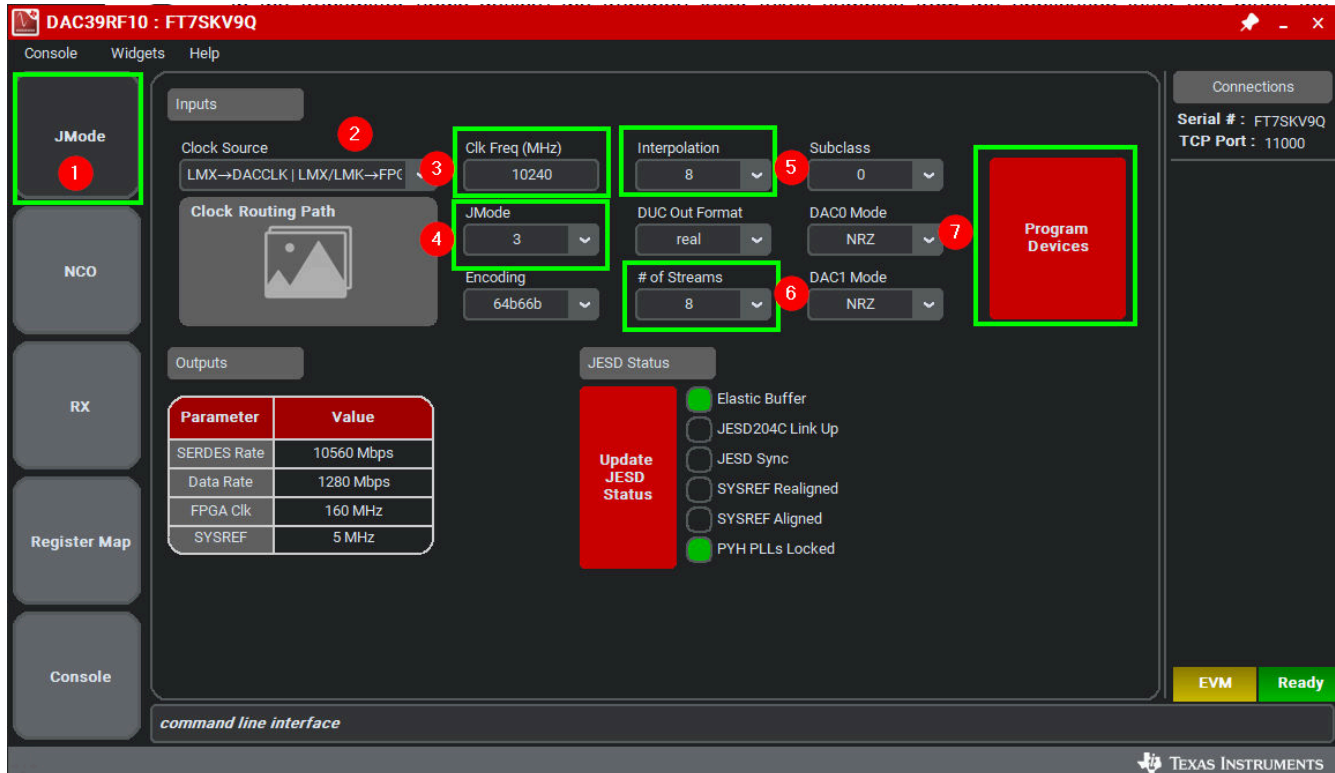 DAC39RF10 : FT7SKV9Q
Console Widgets Help
JMode
1
NCO
RX
Register Map
Console
Inputs
Clock Source
2
LMX→DACCLK | LMX/LMK→FPC
Clock Routing Path
3
Clk Freq (MHz)
10240
4
JMode
3
Encoding
64b66b
Interpolation
8
5
DUC Out Format
real
# of Streams
8
6
Subclass
0
DAC0 Mode
NRZ
DAC1 Mode
NRZ
7
Program
Devices
Outputs
Parameter Value
SERDES Rate 10560 Mbps
Data Rate 1280 Mbps
FPGA Clk 160 MHz
SYSREF 5 MHz
JESD Status
Update
JESD
Status
Elastic Buffer
JESD204C Link Up
JESD Sync
SYSREF Realigned
SYSREF Aligned
PYH PLLs Locked
command line interface
Connections
Serial # : FT7SKV9Q
TCP Port : 11000
EVM Ready
TEXAS INSTRUMENTS